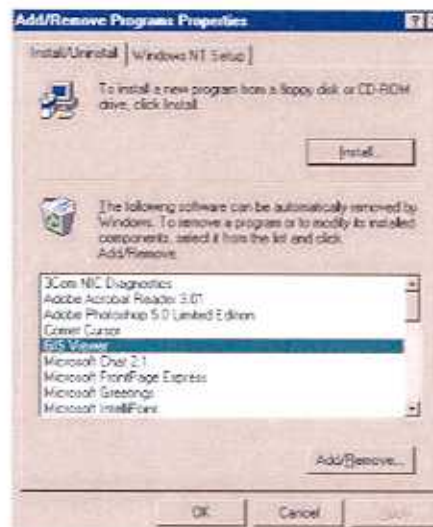 Add/Remove Programs Properties
Install/Uninstall
Windows NT Setup
To install a new program from a floppy disk or CD-ROM
drive, click Install.
Install...
The following software can be automatically removed by
Windows. To remove a program or to modify its installed
components, select it from the list and click
Add/Remove.
3Com NIC Diagnostics
Adobe Acrobat Reader 3.01
Adobe Photoshop 5.0 Limited Edition
Comet Cursor
GIS Viewer
Microsoft Chat 2.1
Microsoft FrontPage Express
Microsoft Greetings
Microsoft IntelliPoint
Add/Remove...
OK
Cancel